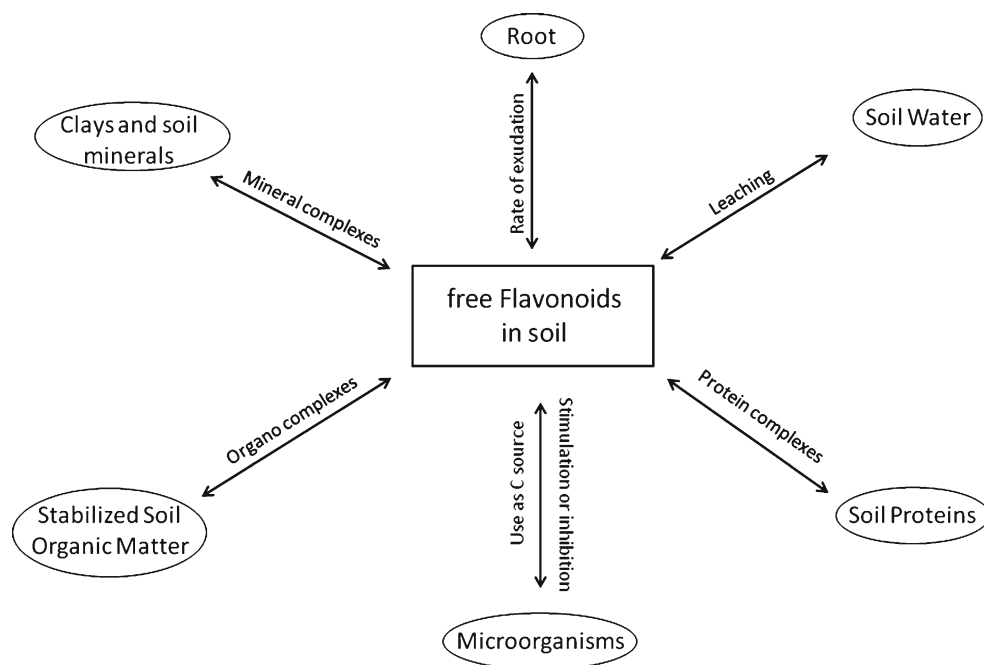 Root
Clays and soil
minerals
Soil Water
Mineral complexes
Rate of exudation
Leaching
free Flavonoids
in soil
Organo complexes
Use as C source
Stimulation or inhibition
Protein complexes
Stabilized Soil
Organic Matter
Soil Proteins
Microorganisms